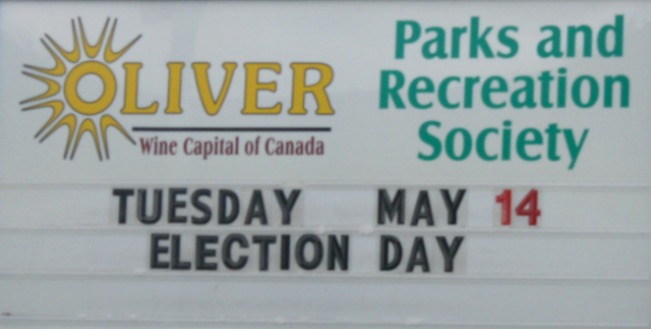 OLIVER
Wine Capital of Canada
Parks and
Recreation
Society
TUESDAY MAY 14
ELECTION DAY